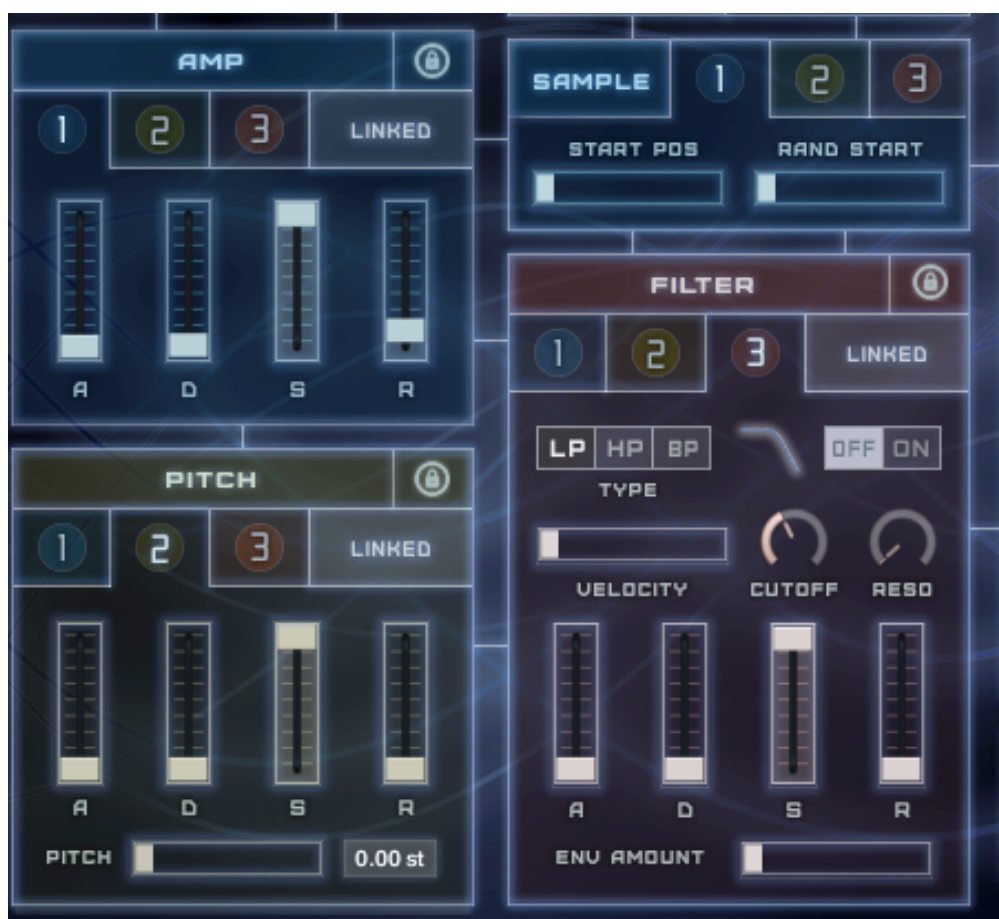 AMP
1 2 3 LINKED
A D S R
PITCH
1 2 3 LINKED
A D S R
PITCH 0.00 st
SAMPLE 1 2 3
START POS RAND START
FILTER
1 2 3 LINKED
LP HP BP OFF ON
TYPE
VELOCITY CUTOFF RESO
A D S R
ENV AMOUNT